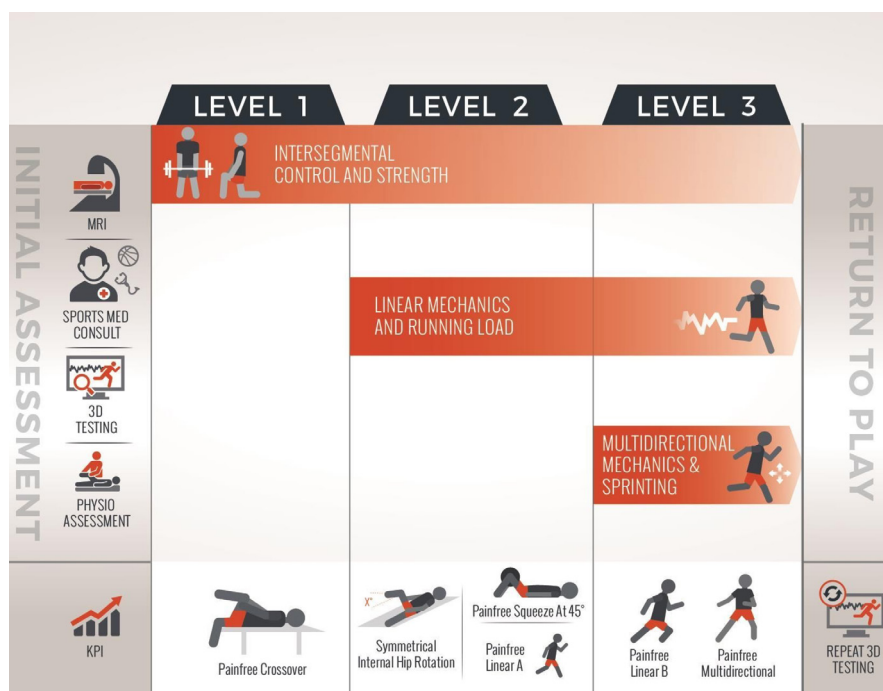 LEVEL 1
LEVEL 2
LEVEL 3
INITIAL ASSESSMENT
MRI
SPORTS MED
CONSULT
3D
TESTING
PHYSIO
ASSESSMENT
INTERSEGMENTAL
CONTROL AND STRENGTH
LINEAR MECHANICS
AND RUNNING LOAD
MULTIDIRECTIONAL
MECHANICS &
SPRINTING
RETURN TO PLAY
KPI
Painfree Crossover
X°
Symmetrical
Internal Hip Rotation
Painfree Squeeze At 45°
Painfree
Linear A
Painfree
Linear B
Painfree
Multidirectional
REPEAT 3D
TESTING